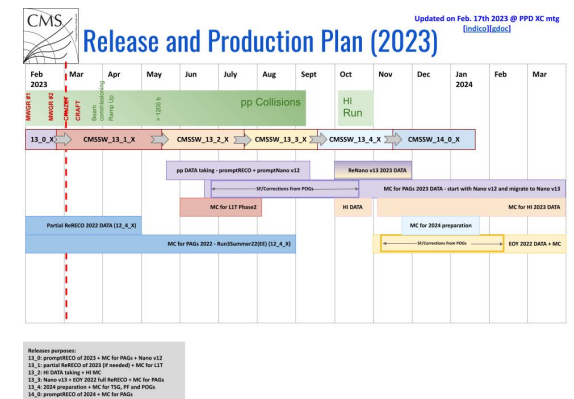 CMS
Updated on Feb. 17th 2023 @ PPD XC mtg
[indico][gdoc]
Release and Production Plan (2023)
Feb 2023 Mar Apr May Jun July Aug Sept Oct Nov Dec Jan 2024 Feb Mar
MWGR #1
MWGR #2
CRAFT
Beam commissioning
Ramp Up
> 1200 b
pp Collisions
HI Run
13_0_X CMSSW_13_1_X CMSSW_13_2_X CMSSW_13_3_X CMSSW_13_4_X CMSSW_14_0_X
pp DATA taking - promptRECO + promptNano v12
ReNano v13 2023 DATA
SF/Corrections from POGs
MC for PAGs 2023 DATA - start with Nano v12 and migrate to Nano v13
MC for L1T Phase2
HI DATA
MC for HI 2023 DATA
Partial ReRECO 2022 DATA (12_4_X)
MC for 2024 preparation
MC for PAGs 2022 - Run3Summer22(EE) (12_4_X)
SF/Corrections from POGs
EOY 2022 DATA + MC
Releases purposes:
13_0: promptRECO of 2023 + MC for PAGs + Nano v12
13_1: partial ReRECO of 2023 (if needed) + MC for L1T
13_2: HI DATA taking + HI MC
13_3: Nano v13 + EOY 2022 full ReRECO + MC for PAGs
13_4: 2024 preparation + MC for TSG, PF and POGs
14_0: promptRECO of 2024 + MC for PAGs